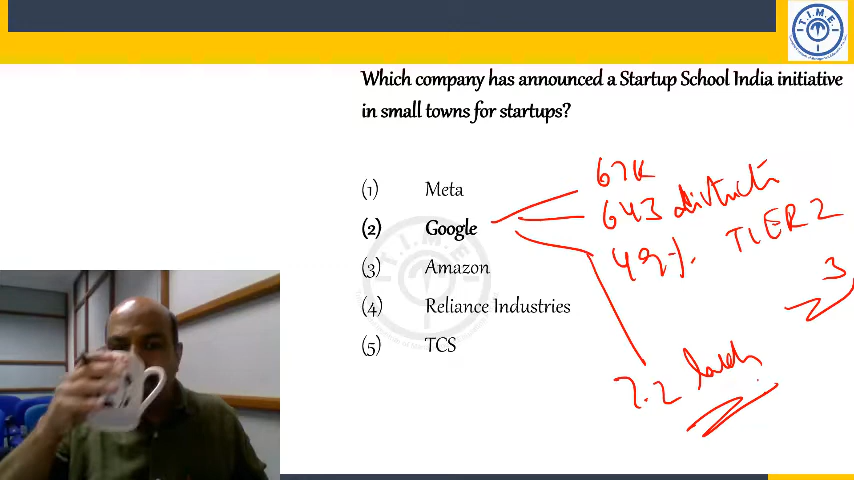 T.I.M.E.
Which company has announced a Startup School India initiative
in small towns for startups?
67K
643 districts
49%. TIER 2
3
(1) Meta
(2) Google
(3) Amazon
(4) Reliance Industries
(5) TCS
7.2 lakh